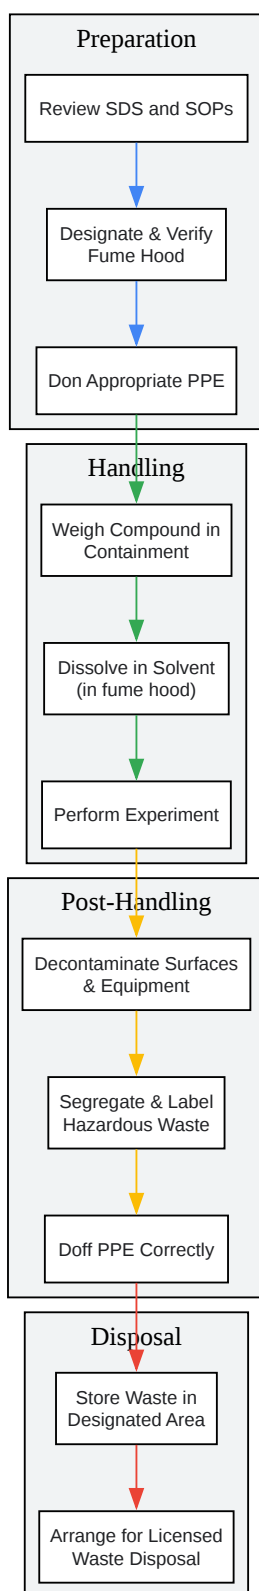 Preparation
Review SDS and SOPs
Designate & Verify
Fume Hood
Don Appropriate PPE
Handling
Weigh Compound in
Containment
Dissolve in Solvent
(in fume hood)
Perform Experiment
Post-Handling
Decontaminate Surfaces
& Equipment
Segregate & Label
Hazardous Waste
Doff PPE Correctly
Disposal
Store Waste in
Designated Area
Arrange for Licensed
Waste Disposal